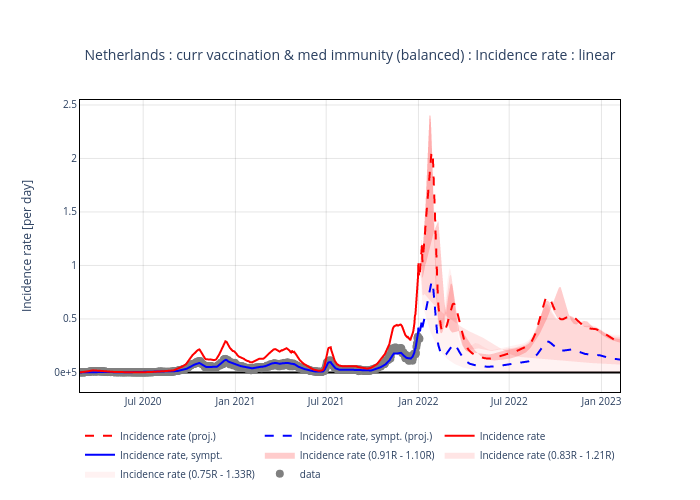 Netherlands : curr vaccination & med immunity (balanced) : Incidence rate : linear
Incidence rate [per day]
2.5
2
1.5
1
0.5
0e+5
Jul 2020 Jan 2021 Jul 2021 Jan 2022 Jul 2022 Jan 2023
Incidence rate (proj.) Incidence rate, sympt. (proj.) Incidence rate
Incidence rate, sympt. Incidence rate (0.91R - 1.10R) Incidence rate (0.83R - 1.21R)
Incidence rate (0.75R - 1.33R) data